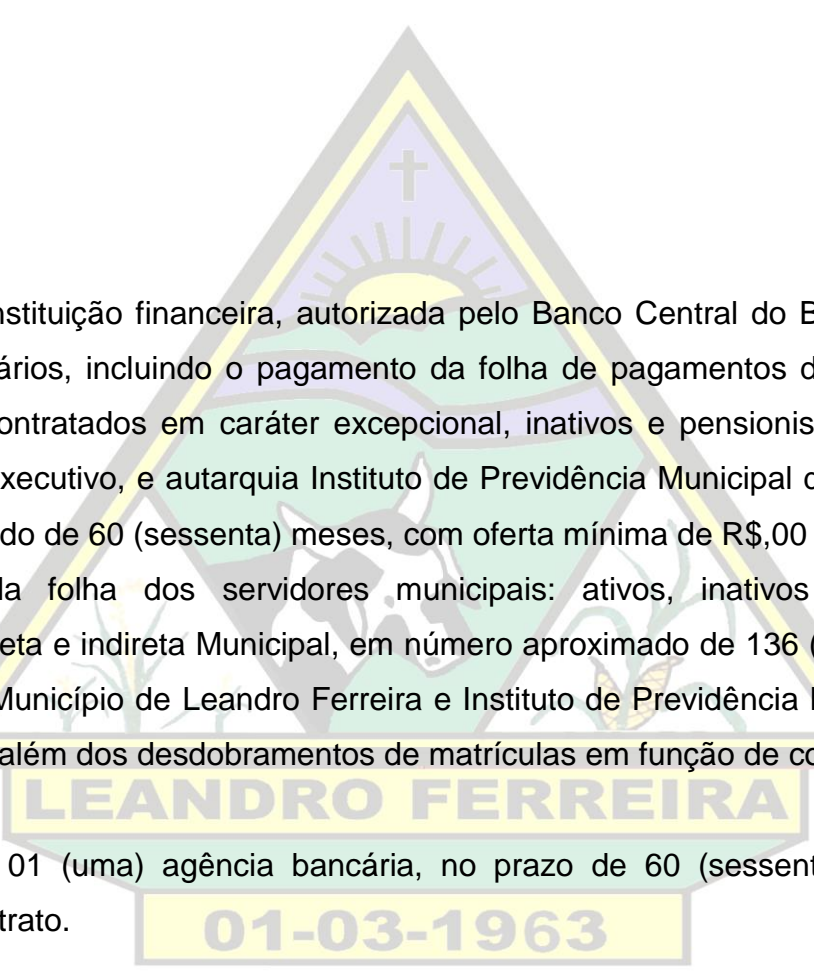 nstituição financeira, autorizada pelo Banco Central do B
ários, incluindo o pagamento da folha de pagamentos d
ontratados em caráter excepcional, inativos e pensionis
xecutivo, e autarquia Instituto de Previdência Municipal d
do de 60 (sessenta) meses, com oferta mínima de R$,00
la folha dos servidores municipais: ativos, inativos
eta e indireta Municipal, em número aproximado de 136 (
Município de Leandro Ferreira e Instituto de Previdência
além dos desdobramentos de matrículas em função de co
LEANDRO FERREIRA
01 (uma) agência bancária, no prazo de 60 (sessent
trato.
01-03-1963